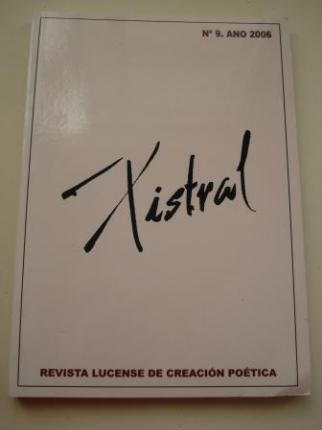 Nº 9. ANO 2006
Xistral
REVISTA LUCENSE DE CREACIÓN POÉTICA